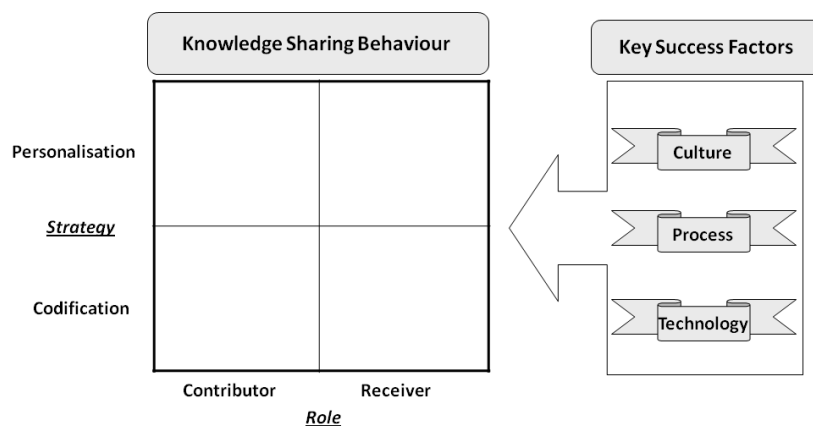 Knowledge Sharing Behaviour
Key Success Factors
Personalisation
Strategy
Codification
Contributor
Receiver
Role
Culture
Process
Technology